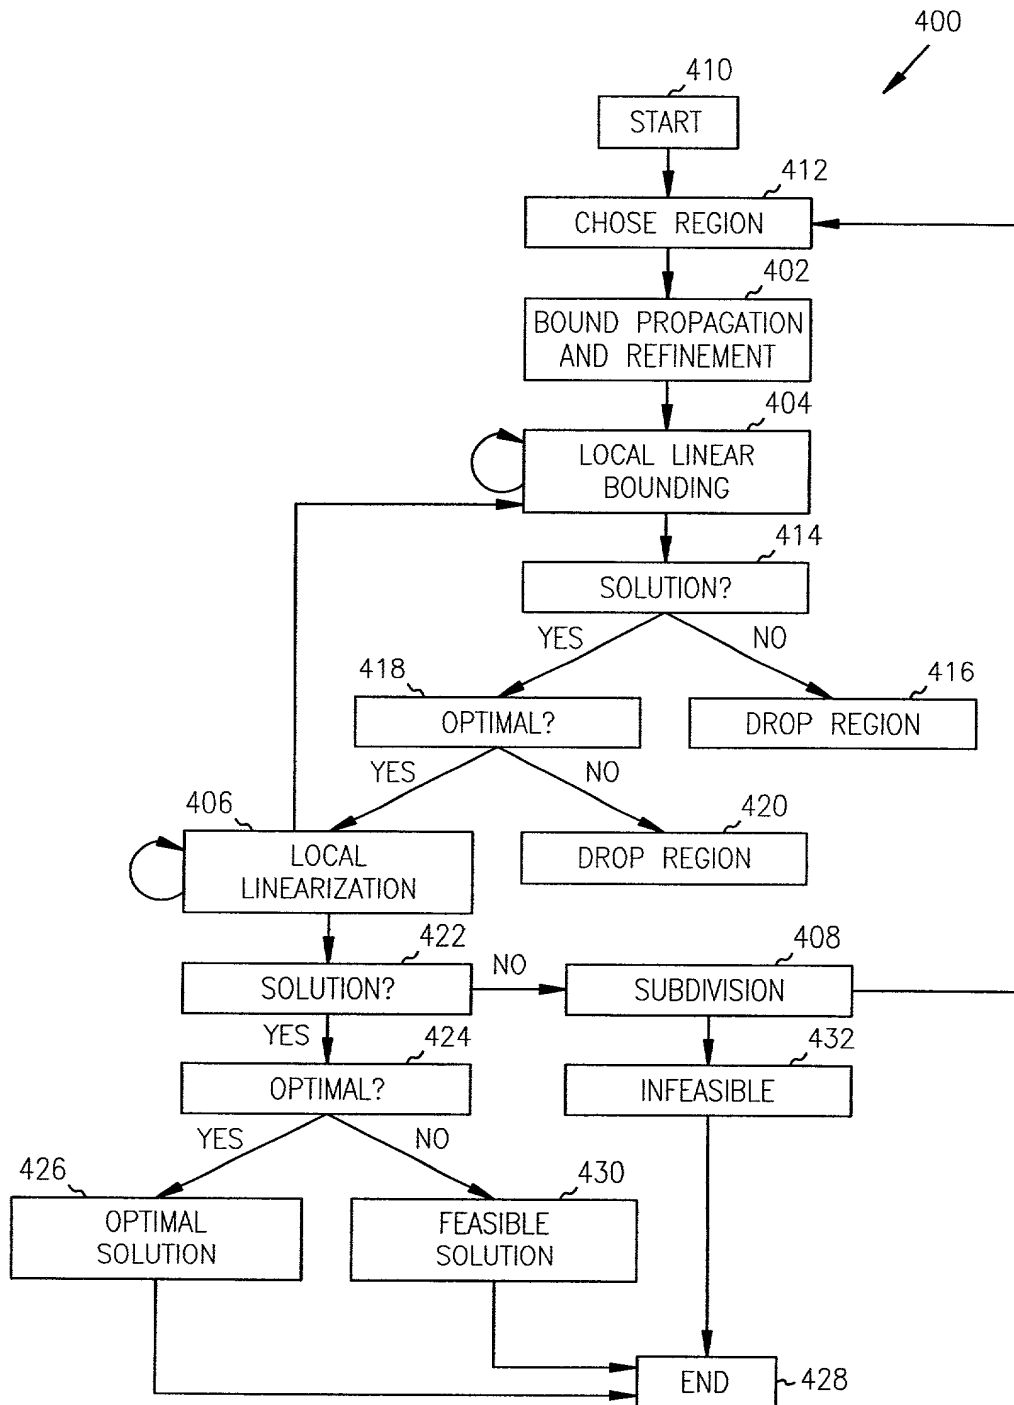 400
410
START
412
CHOSE REGION
402
BOUND PROPAGATION
AND REFINEMENT
404
LOCAL LINEAR
BOUNDING
414
SOLUTION?
YES
NO
418
OPTIMAL?
416
DROP REGION
YES
NO
406
LOCAL
LINEARIZATION
420
DROP REGION
422
SOLUTION?
NO
408
SUBDIVISION
YES
424
OPTIMAL?
432
INFEASIBLE
YES
NO
426
OPTIMAL
SOLUTION
430
FEASIBLE
SOLUTION
END
428